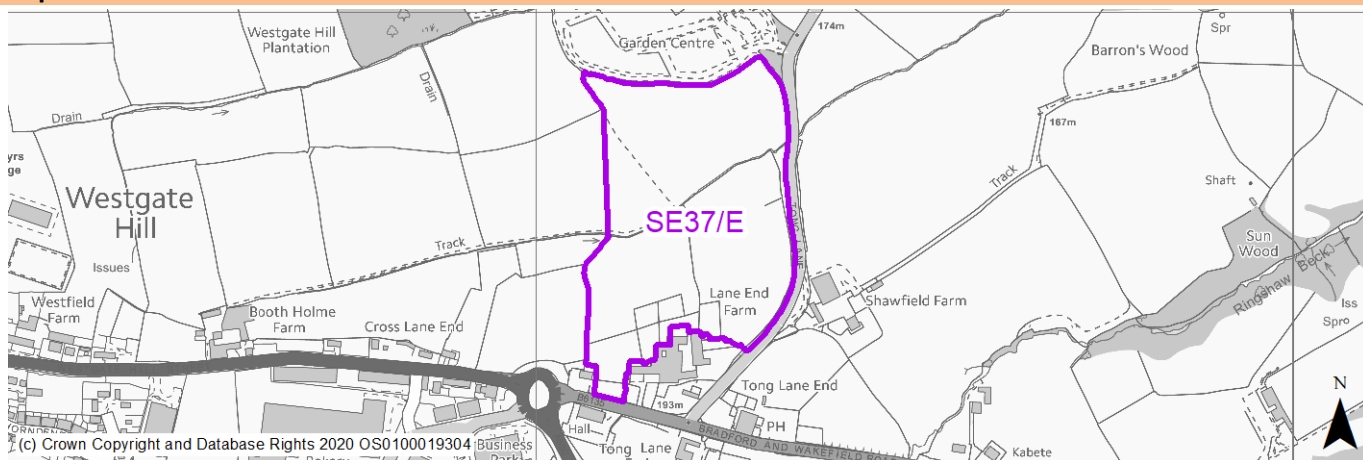 Westgate Hill
Plantation
Garden Centre
174m
Spr
Barron's Wood
Drain
Drain
167m
Shaft
Westgate
Hill
SE37/E
Track
Track
TONG LANE
Sun
Wood
Issues
Ringshaw Beck
Iss
Spro
Westfield
Farm
Booth Holme
Farm
Cross Lane End
Lane End
Farm
Shawfield Farm
Tong Lane End
193m
N
Hall
PH
BRADFORD AND WAKEFIELD ROAD
(c) Crown Copyright and Database Rights 2020 OS0100019304
Business
Park
Tong Lane
Kabete